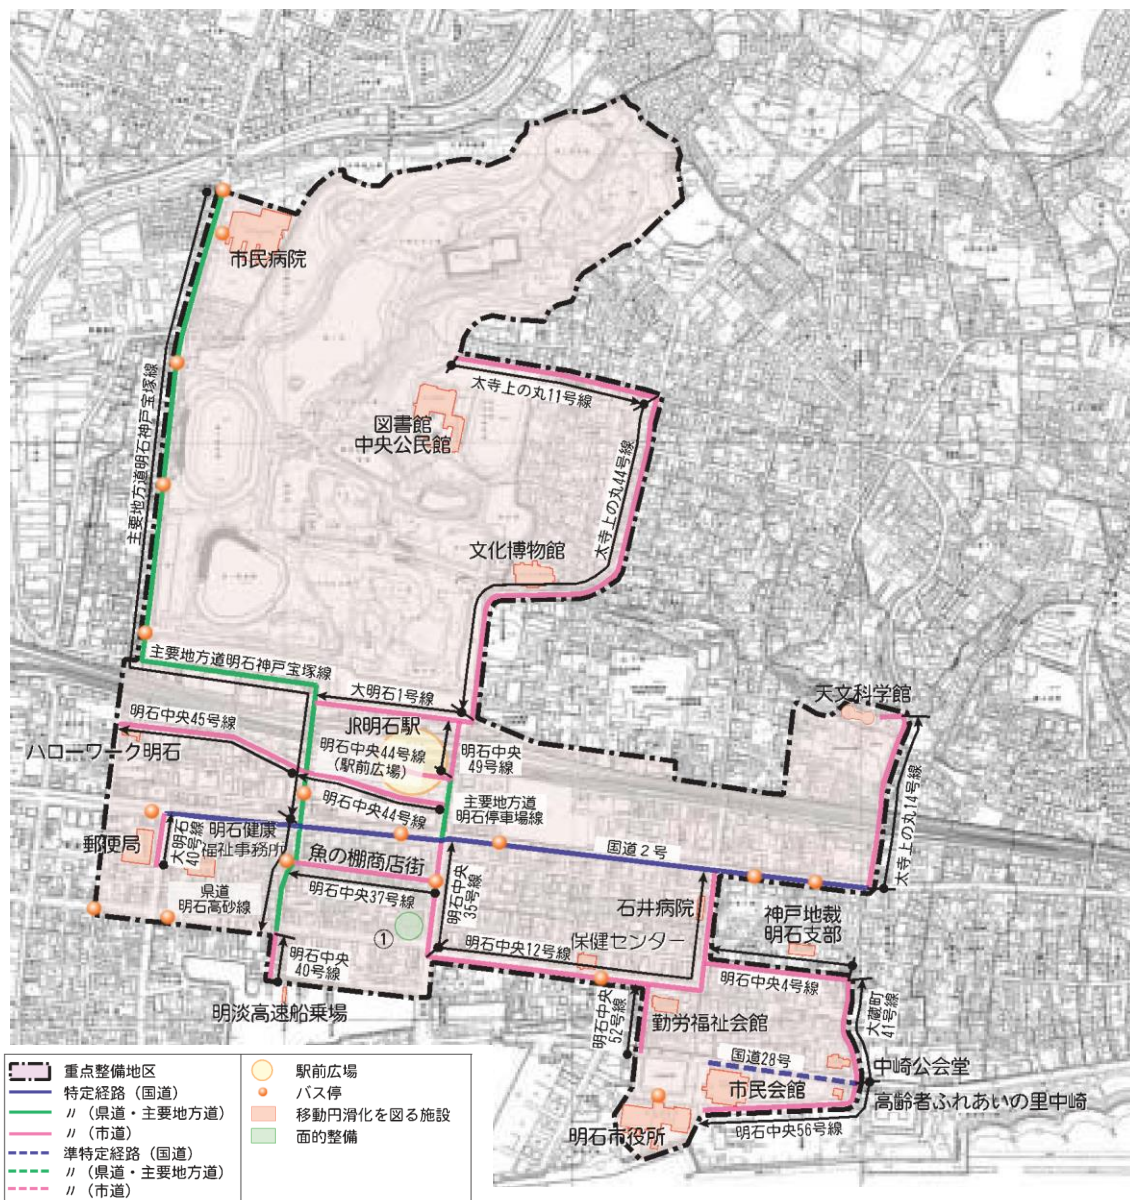 市民病院
主要地方道明石神戸宝塚線
太寺上の丸11号線
図書館
中央公民館
太寺上の丸44号線
文化博物館
主要地方道明石神戸宝塚線
大明石1号線
天文科学館
明石中央45号線
JR明石駅
ハローワーク明石
明石中央44号線
(駅前広場)
明石中央
49号線
太寺上の丸14号線
明石中央44号線
主要地方道
明石停車場線
大明石
40号線
明石健康
福祉事務所
国道2号
郵便局
魚の棚商店街
明石中央
35号線
県道
明石高砂線
明石中央37号線
石井病院
神戸地裁
明石支部
①
明石中央12号線
保健センター
明石中央
40号線
明石中央4号線
明淡高速船乗場
明石中央
52号線
勤労福祉会館
大蔵町
41号線
国道28号
中崎公会堂
市民会館
高齢者ふれあいの里中崎
明石市役所
明石中央56号線
重点整備地区
特定経路（国道）
〃（県道・主要地方道）
〃（市道）
準特定経路（国道）
〃（県道・主要地方道）
〃（市道）
駅前広場
バス停
移動円滑化を図る施設
面的整備